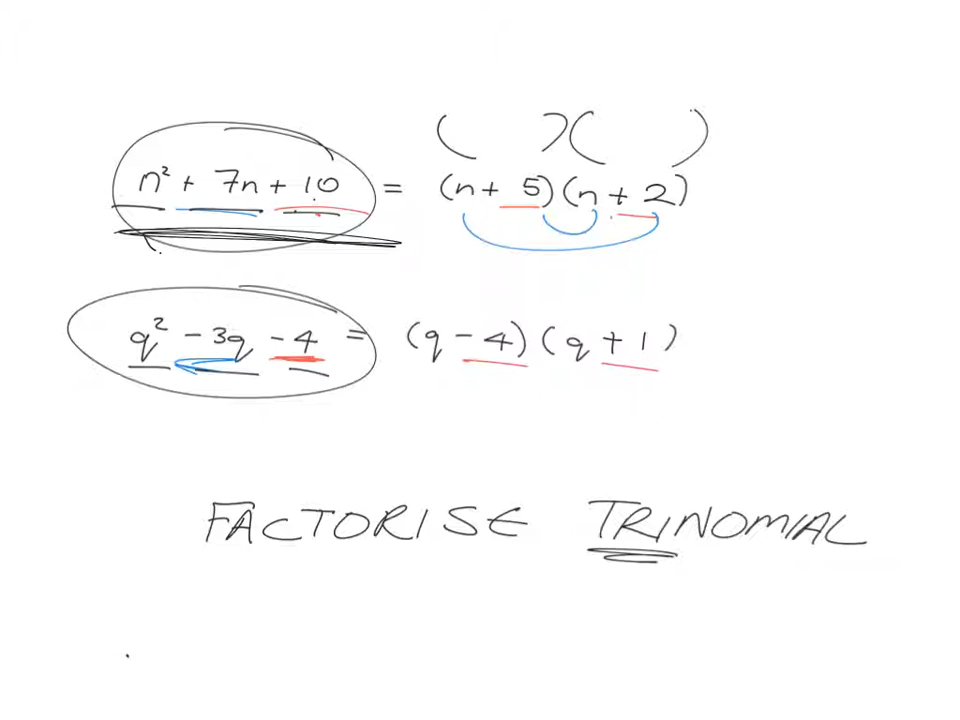 ( )( )
n² + 7n + 10 = (n + 5)(n + 2)
q² - 3q - 4 = (q - 4)(q + 1)
FACTORISE TRINOMIAL